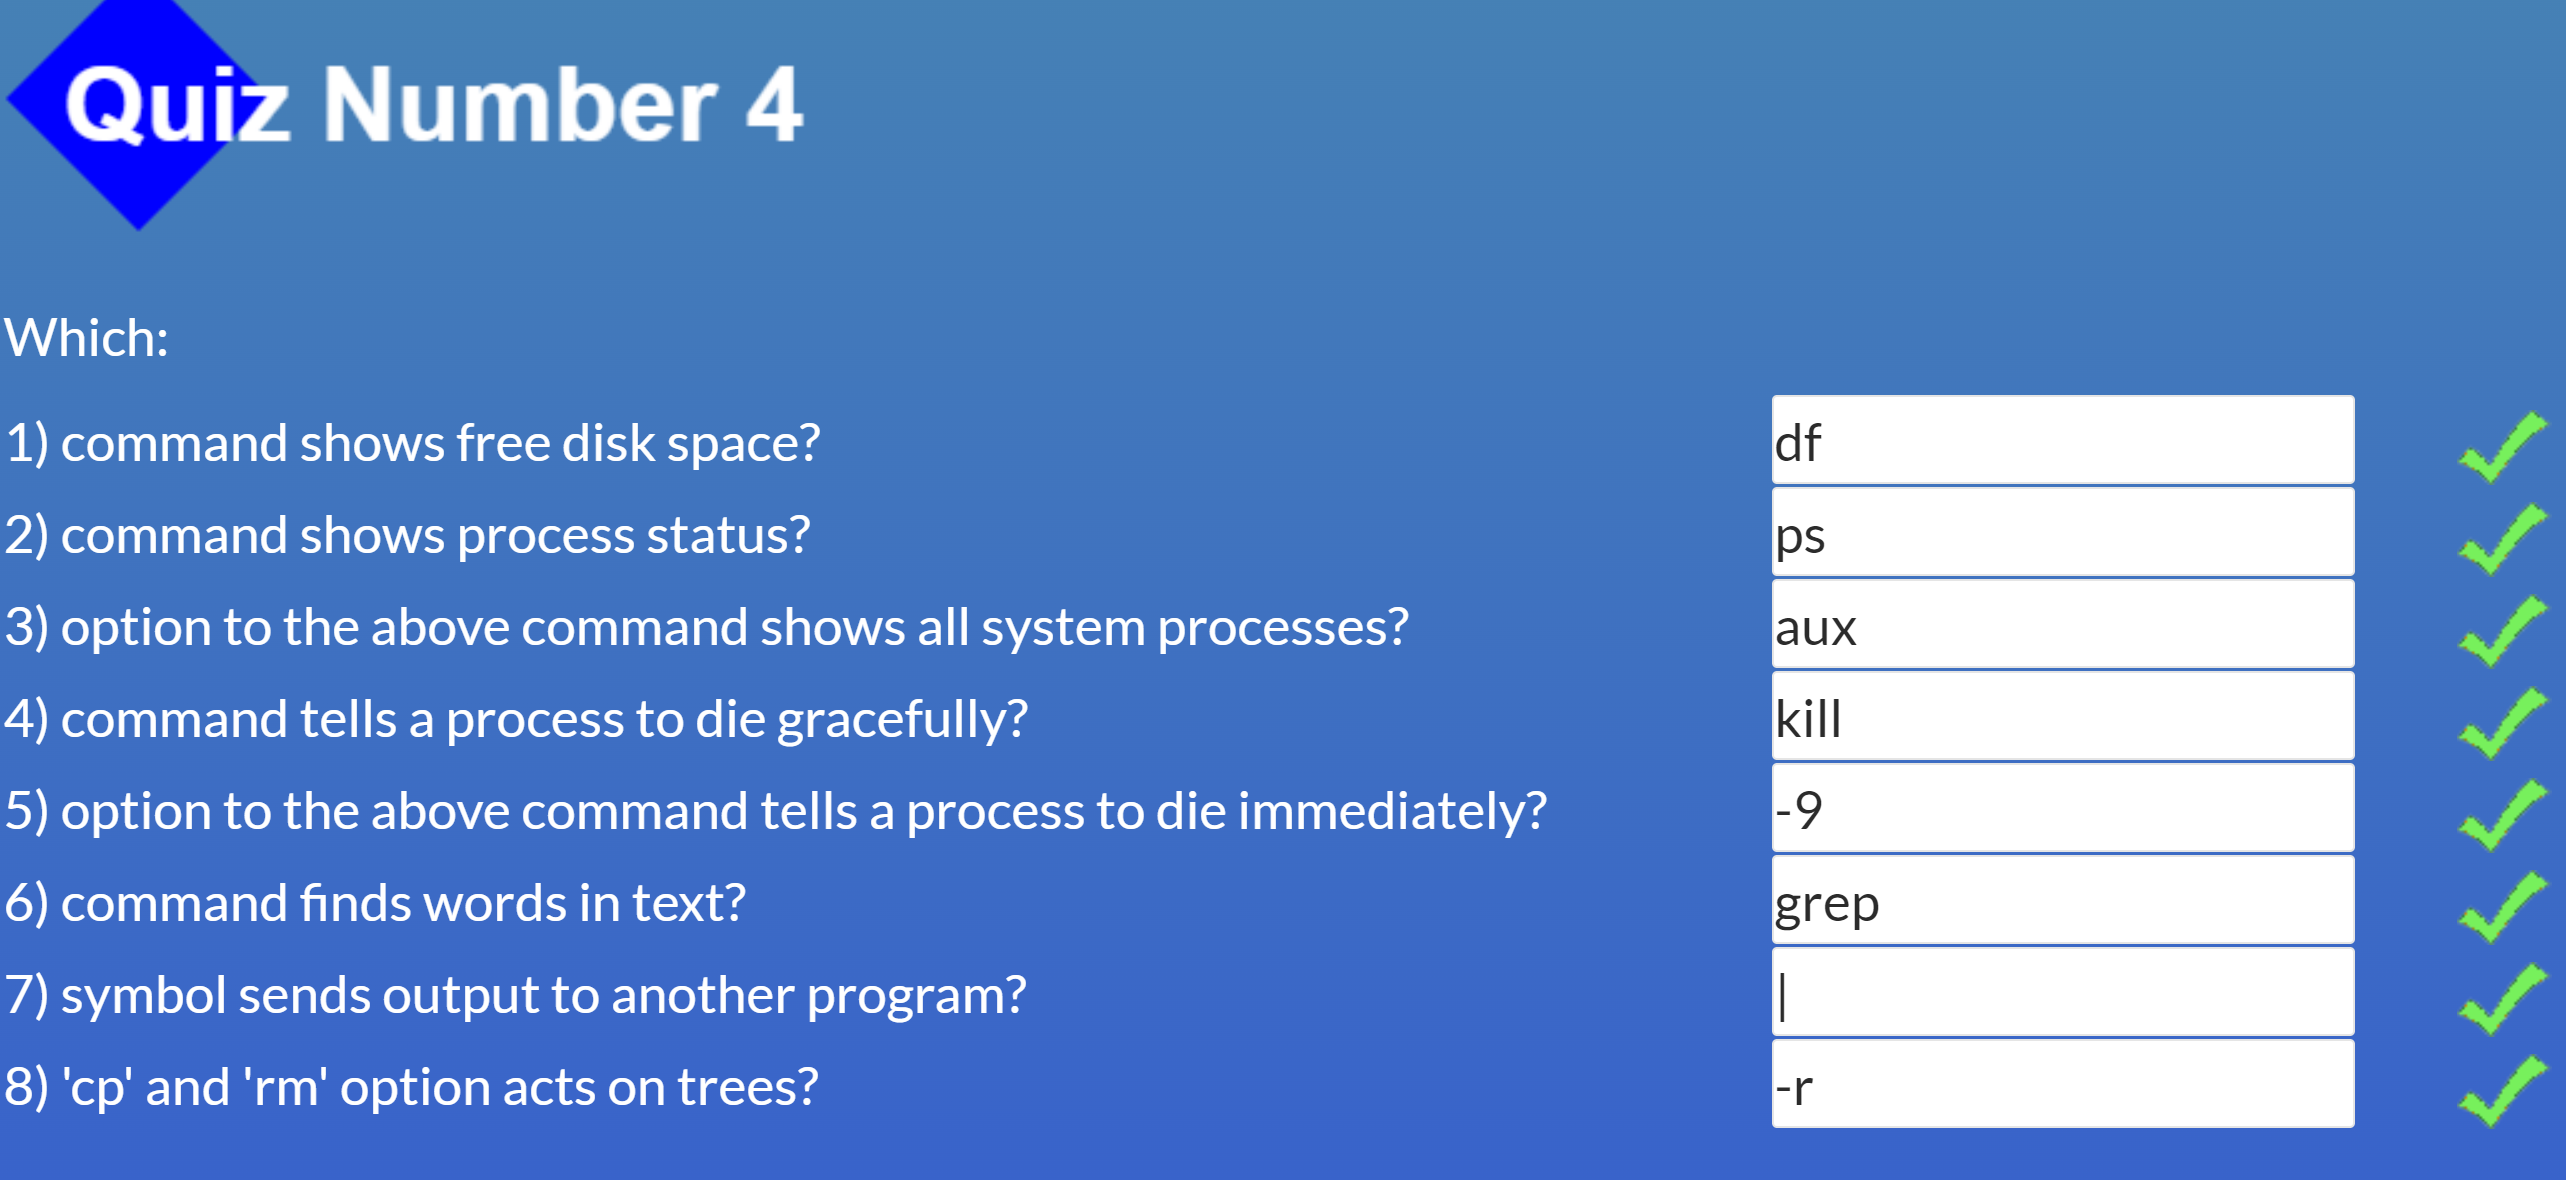 Quiz Number 4
Which:
1) command shows free disk space? df
2) command shows process status? ps
3) option to the above command shows all system processes? aux
4) command tells a process to die gracefully? kill
5) option to the above command tells a process to die immediately? -9
6) command finds words in text? grep
7) symbol sends output to another program? |
8) 'cp' and 'rm' option acts on trees? -r